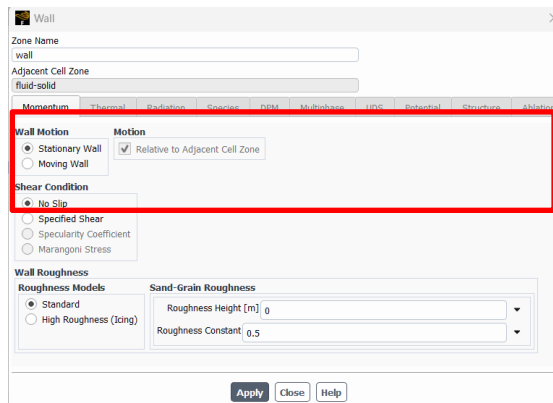 Wall
Zone Name
wall
Adjacent Cell Zone
fluid-solid
Momentum Thermal Radiation Species DPM Multiphase UDS Potential Structure Ablation
Wall Motion Motion
Stationary Wall Relative to Adjacent Cell Zone
Moving Wall
Shear Condition
No Slip
Specified Shear
Specularity Coefficient
Marangoni Stress
Wall Roughness
Roughness Models Sand-Grain Roughness
Standard Roughness Height [m] 0
High Roughness (Icing) Roughness Constant 0.5
Apply Close Help